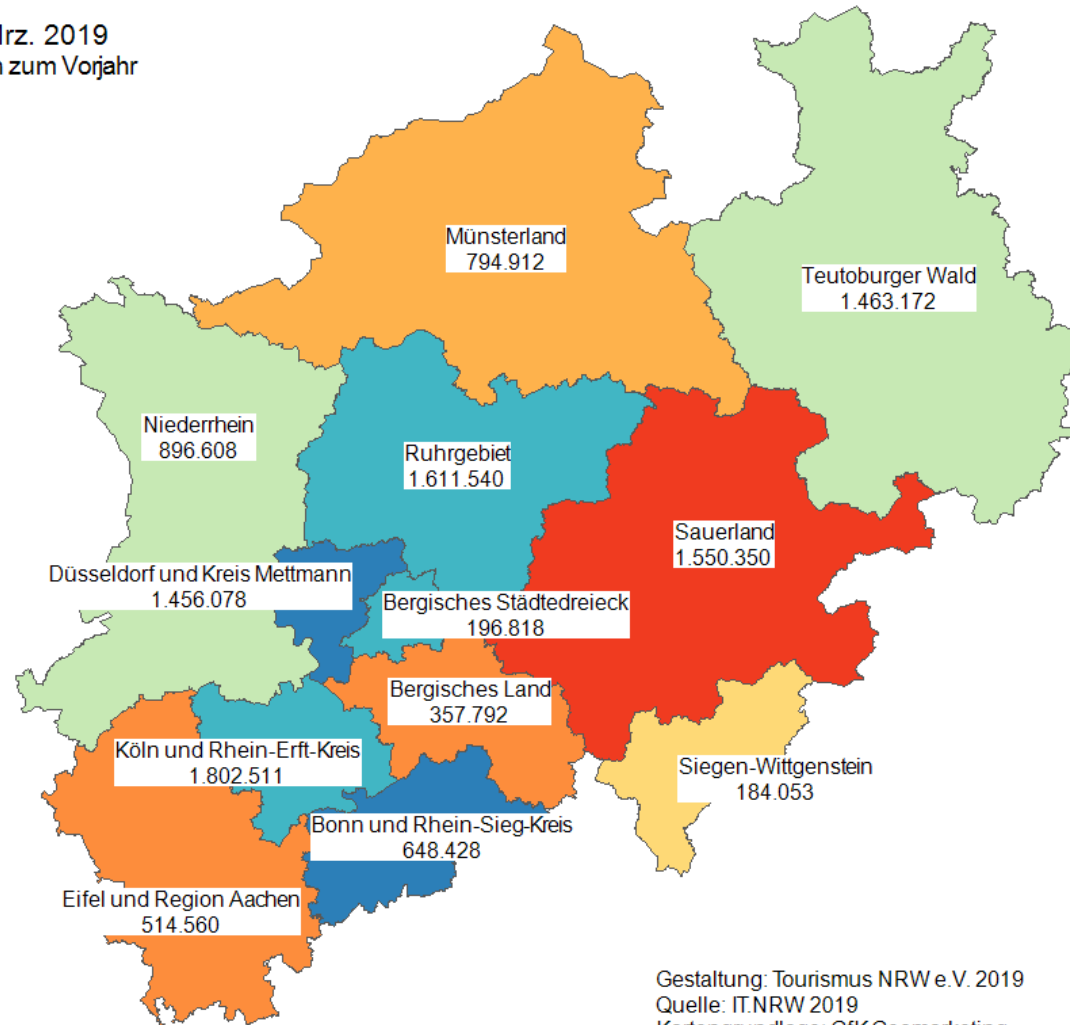 2019
zum Vorjahr
Münsterland
794.912
Teutoburger Wald
1.463.172
Niederrhein
896.608
Ruhrgebiet
1.611.540
Sauerland
1.550.350
Düsseldorf und Kreis Mettmann
1.456.078
Bergisches Städtedreieck
196.818
Bergisches Land
357.792
Köln und Rhein-Erft-Kreis
1.802.511
Siegen-Wittgenstein
184.053
Bonn und Rhein-Sieg-Kreis
648.428
Eifel und Region Aachen
514.560
Gestaltung: Tourismus NRW e.V. 2019
Quelle: IT.NRW 2019